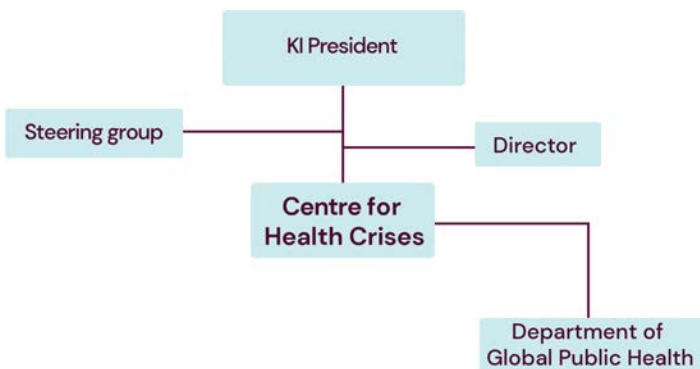 KI President
Steering group
Director
Centre for
Health Crises
Department of
Global Public Health